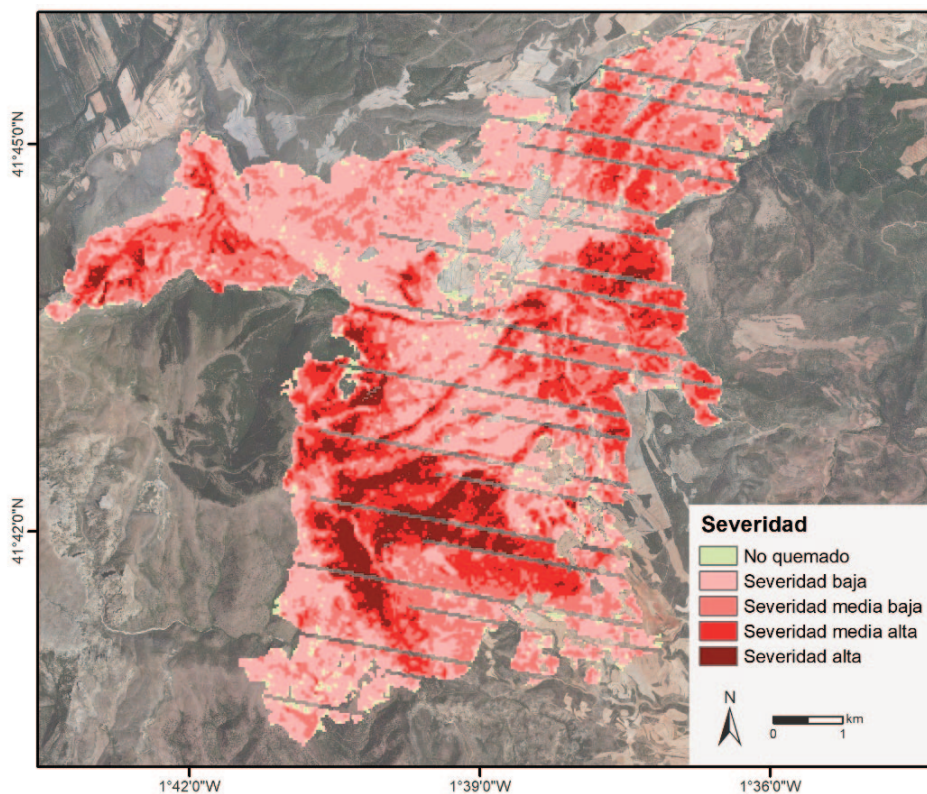 41°45'0"N
41°42'0"N
Severidad
No quemado
Severidad baja
Severidad media baja
Severidad media alta
Severidad alta
N
km
0 1
1°42'0"W 1°39'0"W 1°36'0"W